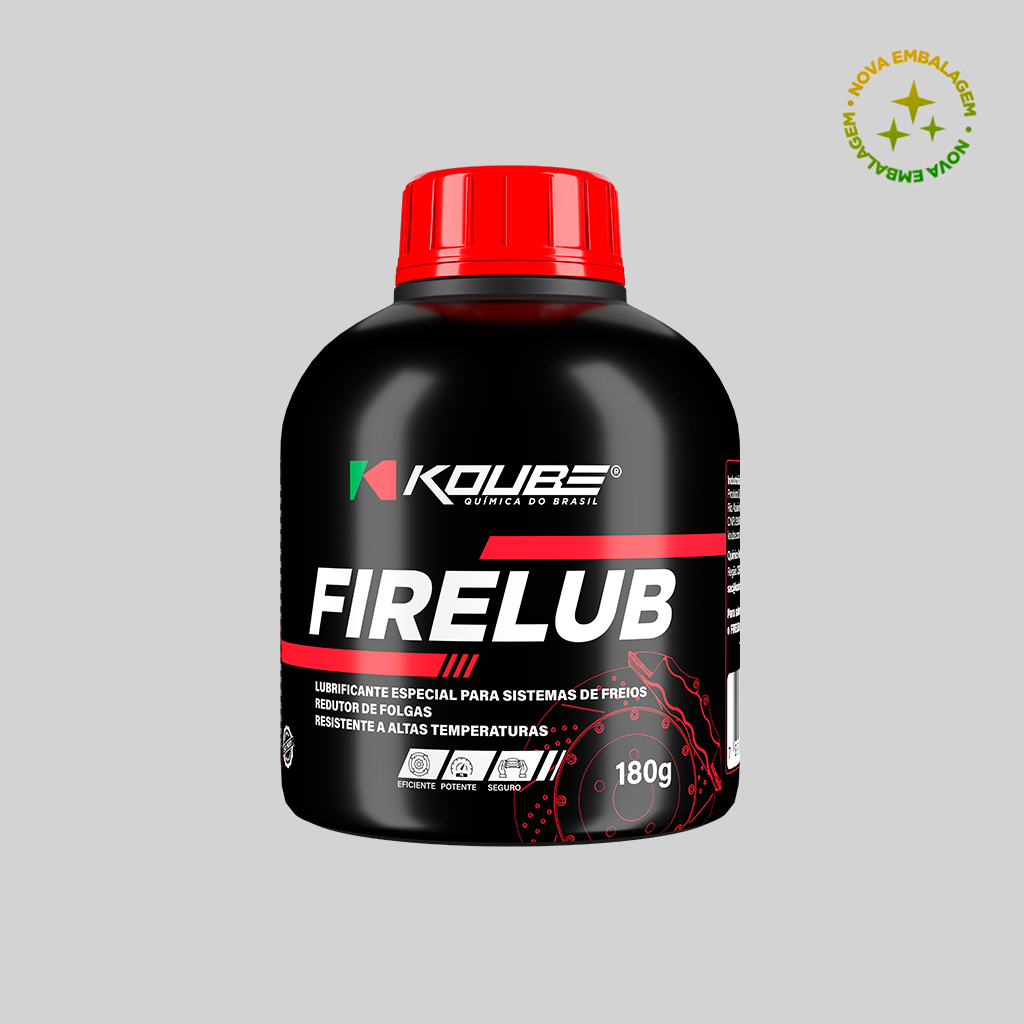 NOVA EMBALAGEM • NOVA EMBALAGEM •
KOUBE®
QUÍMICA DO BRASIL
FIRELUB
LUBRIFICANTE ESPECIAL PARA SISTEMAS DE FREIOS
REDUTOR DE FOLGAS
RESISTENTE A ALTAS TEMPERATURAS
EFICIENTE POTENTE SEGURO
180g